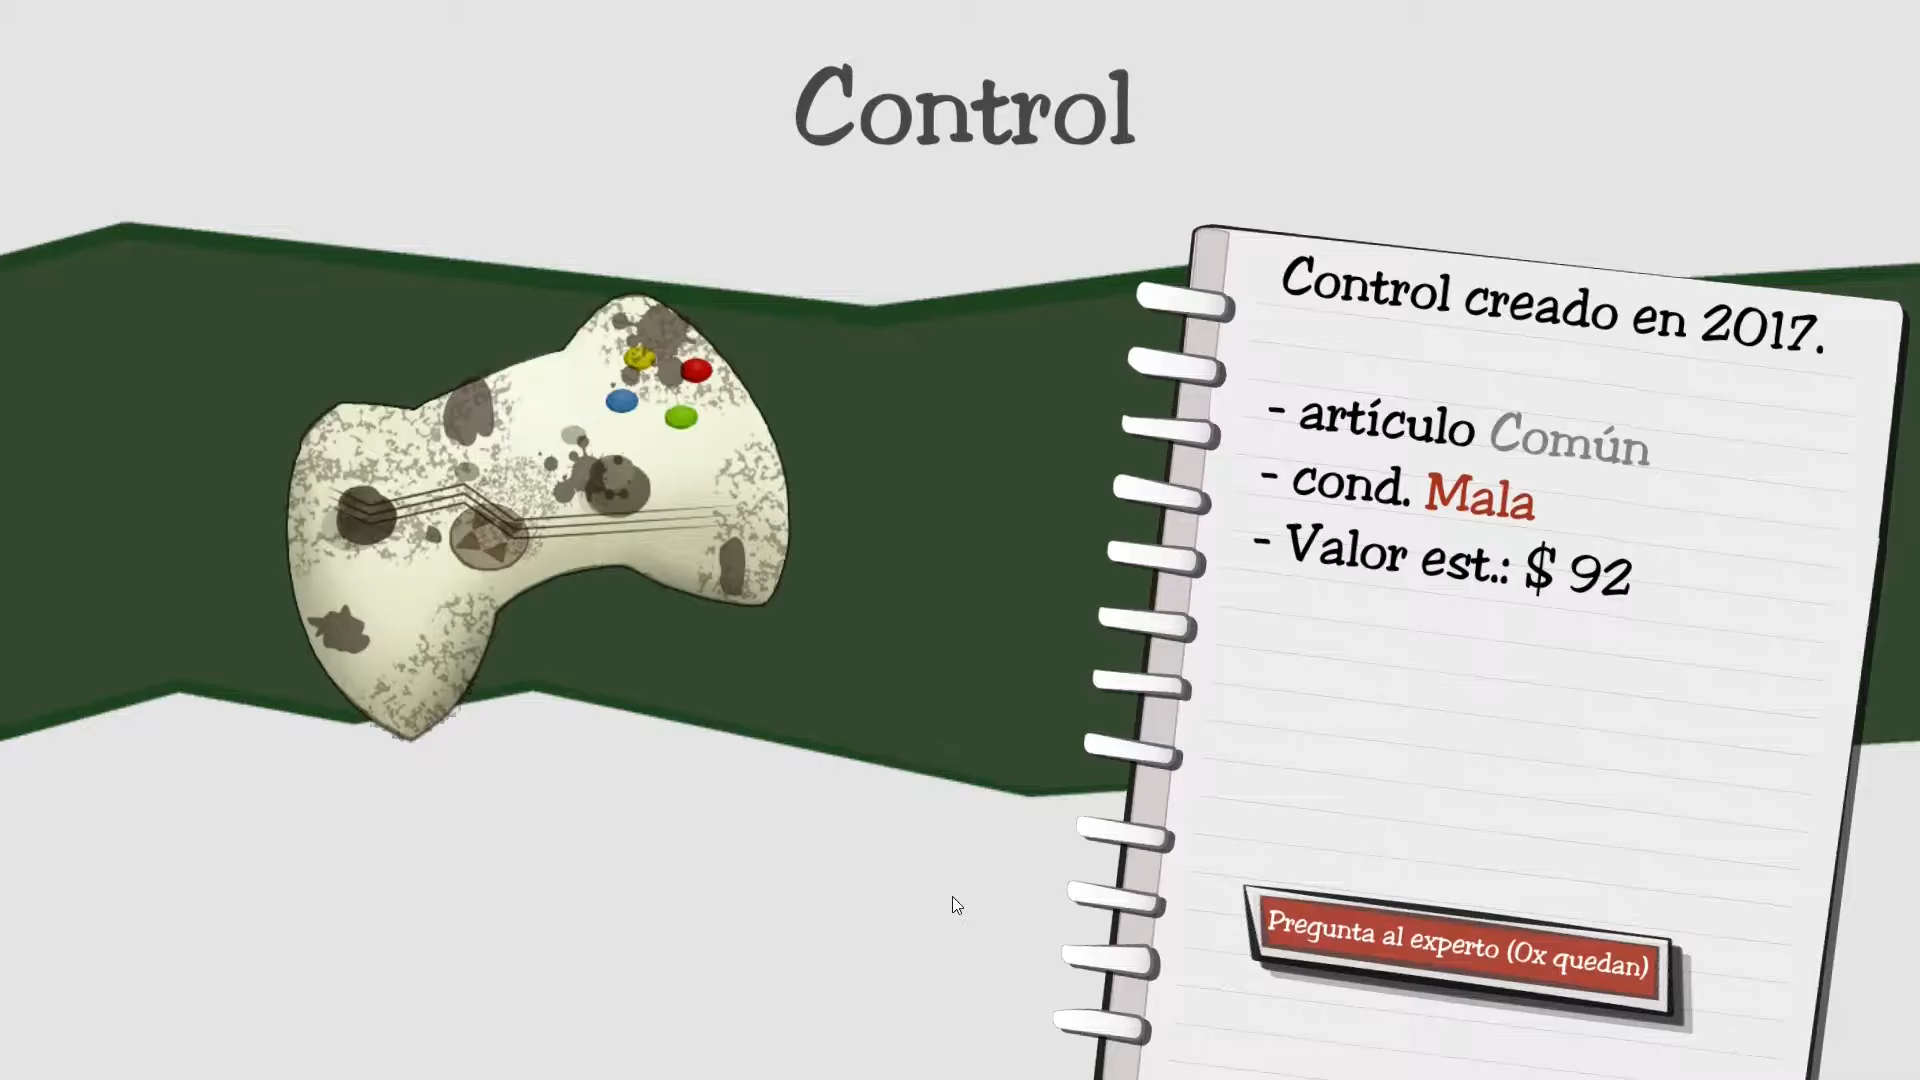 Control
Control creado en 2017.
- artículo Común
- cond. Mala
- Valor est.: $ 92
Pregunta al experto (0x quedan)